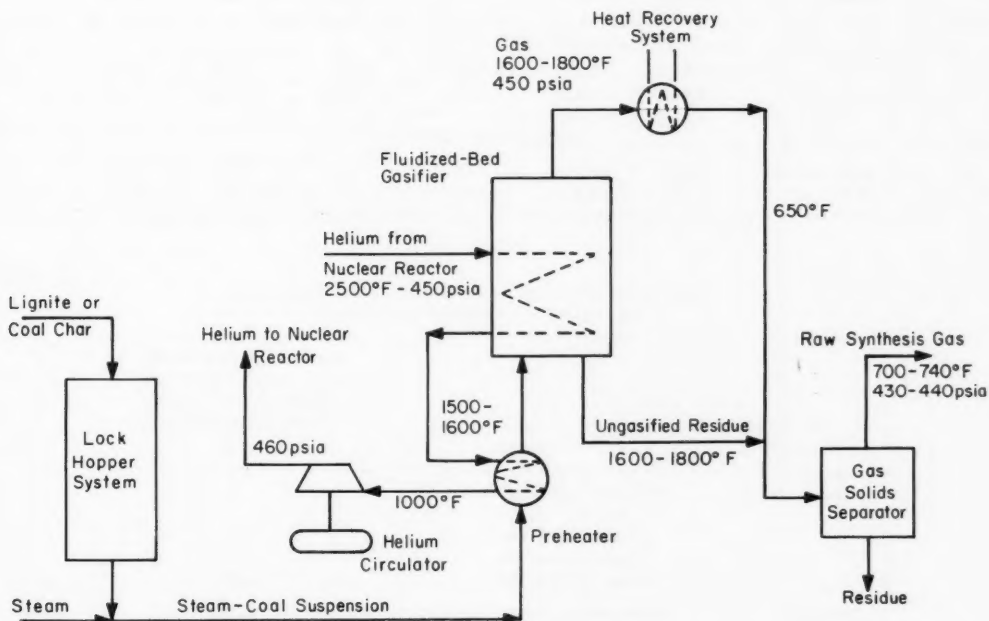 Heat Recovery
System
Gas
1600-1800°F
450 psia
Fluidized-Bed
Gasifier
650°F
Helium from
Nuclear Reactor
2500°F-450psia
Lignite or
Coal Char
Helium to Nuclear
Reactor
Raw Synthesis Gas
700-740°F
430-440psia
1500-
1600°F
Ungasified Residue
1600-1800°F
460psia
Lock
Hopper
System
Gas
Solids
Separator
1000°F
Preheater
Helium
Circulator
Steam
Steam-Coal Suspension
Residue